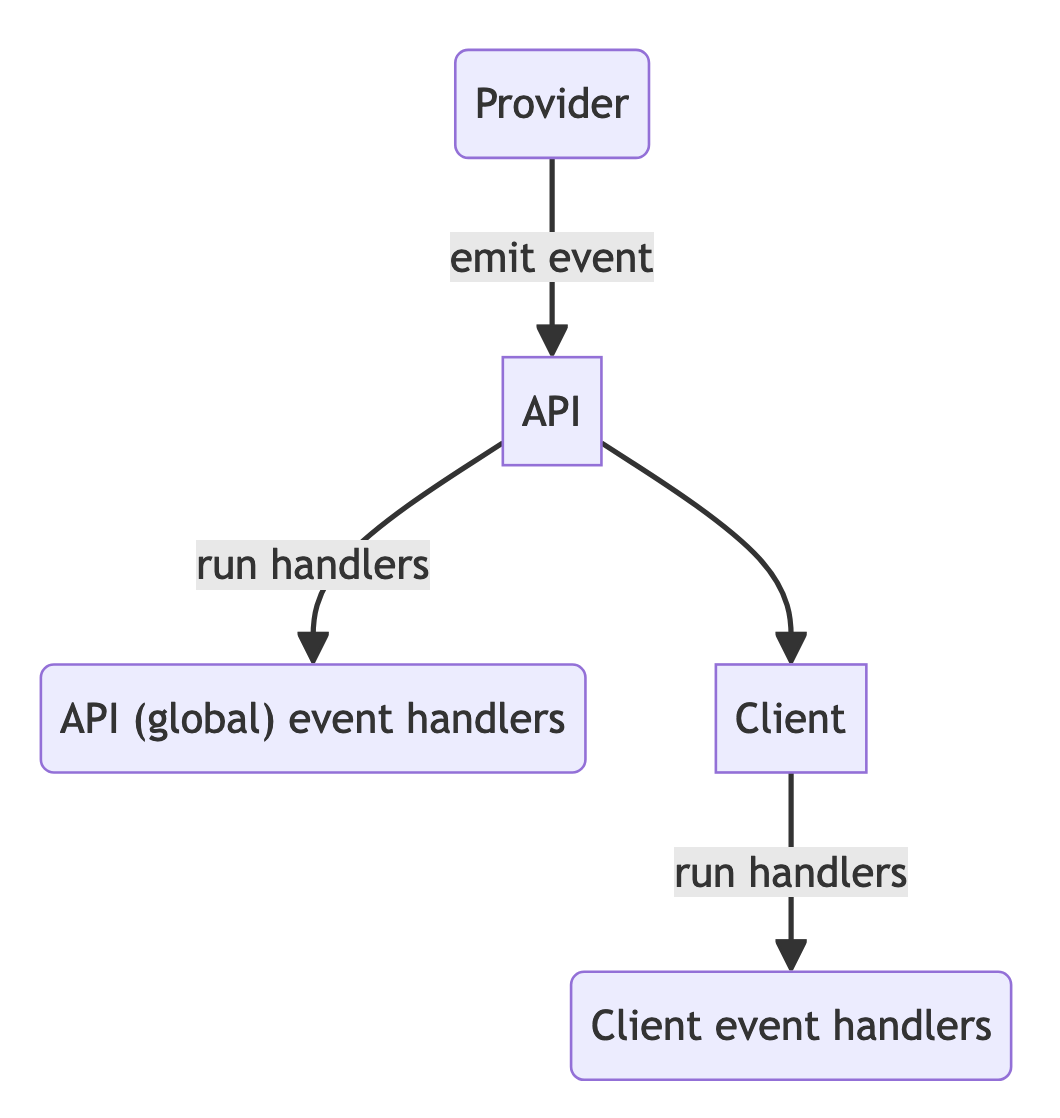 Provider
emit event
API
run handlers
API (global) event handlers
Client
run handlers
Client event handlers